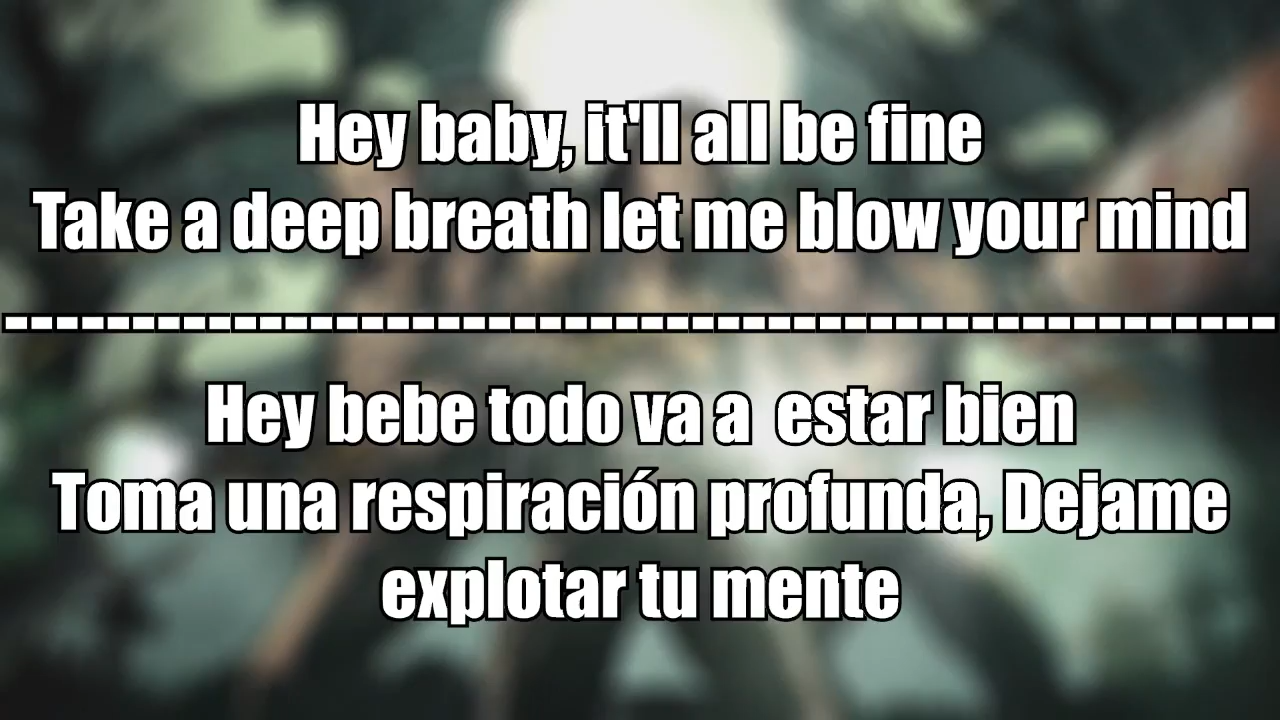 Hey baby, it'll all be fine
Take a deep breath let me blow your mind
--------------------------------------------------
Hey bebe todo va a  estar bien
Toma una respiración profunda, Dejame
explotar tu mente